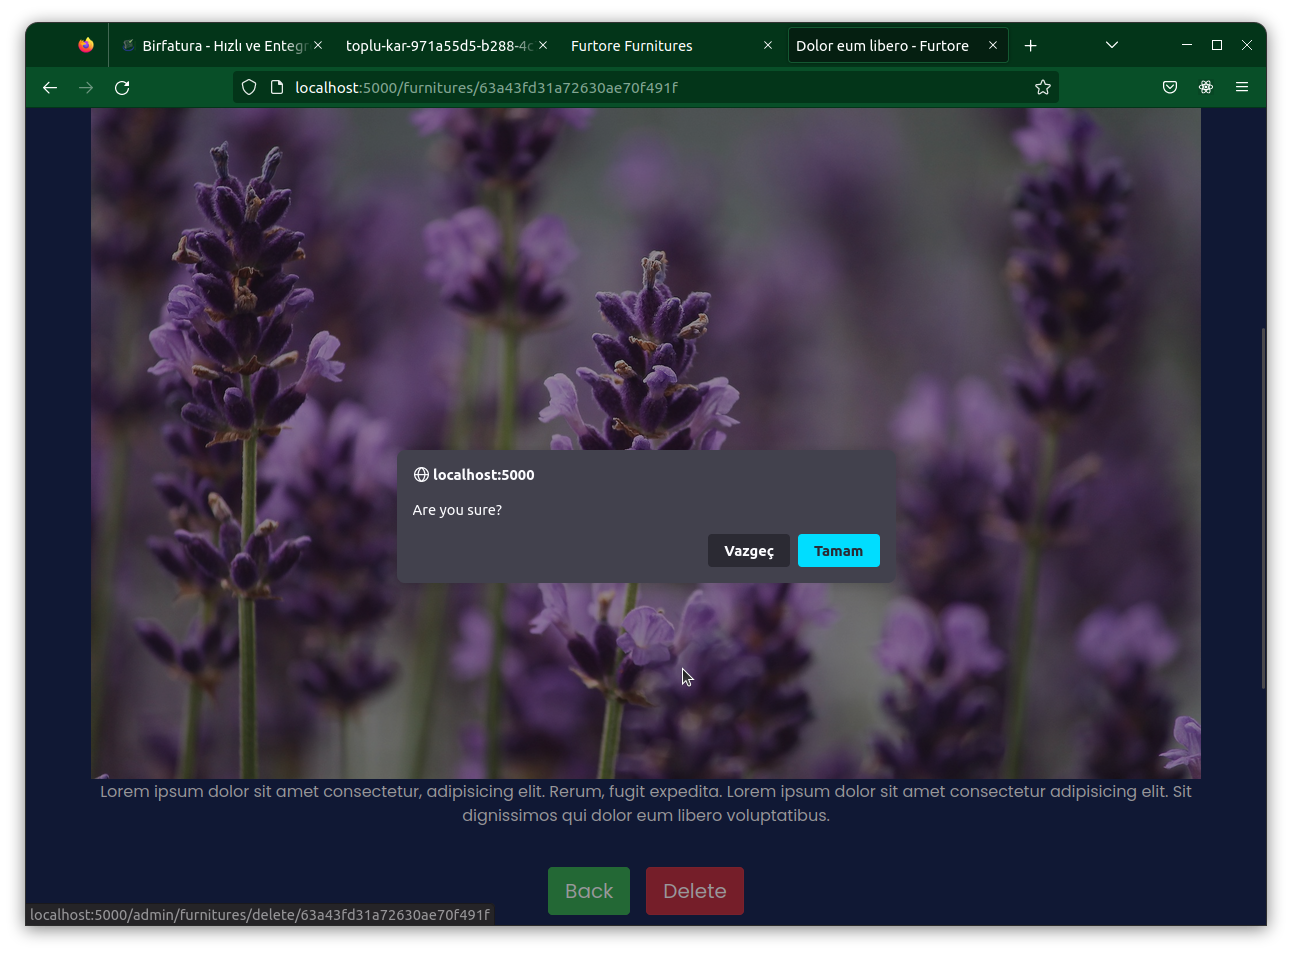 Birfatura - Hızlı ve Entegr
toplu-kar-971a55d5-b288-4c
Furtore Furnitures
Dolor eum libero - Furtore
localhost:5000/furnitures/63a43fd31a72630ae70f491f
localhost:5000
Are you sure?
Vazgeç
Tamam
Lorem ipsum dolor sit amet consectetur, adipisicing elit. Rerum, fugit expedita. Lorem ipsum dolor sit amet consectetur adipisicing elit. Sit
dignissimos qui dolor eum libero voluptatibus.
Back
Delete
localhost:5000/admin/furnitures/delete/63a43fd31a72630ae70f491f